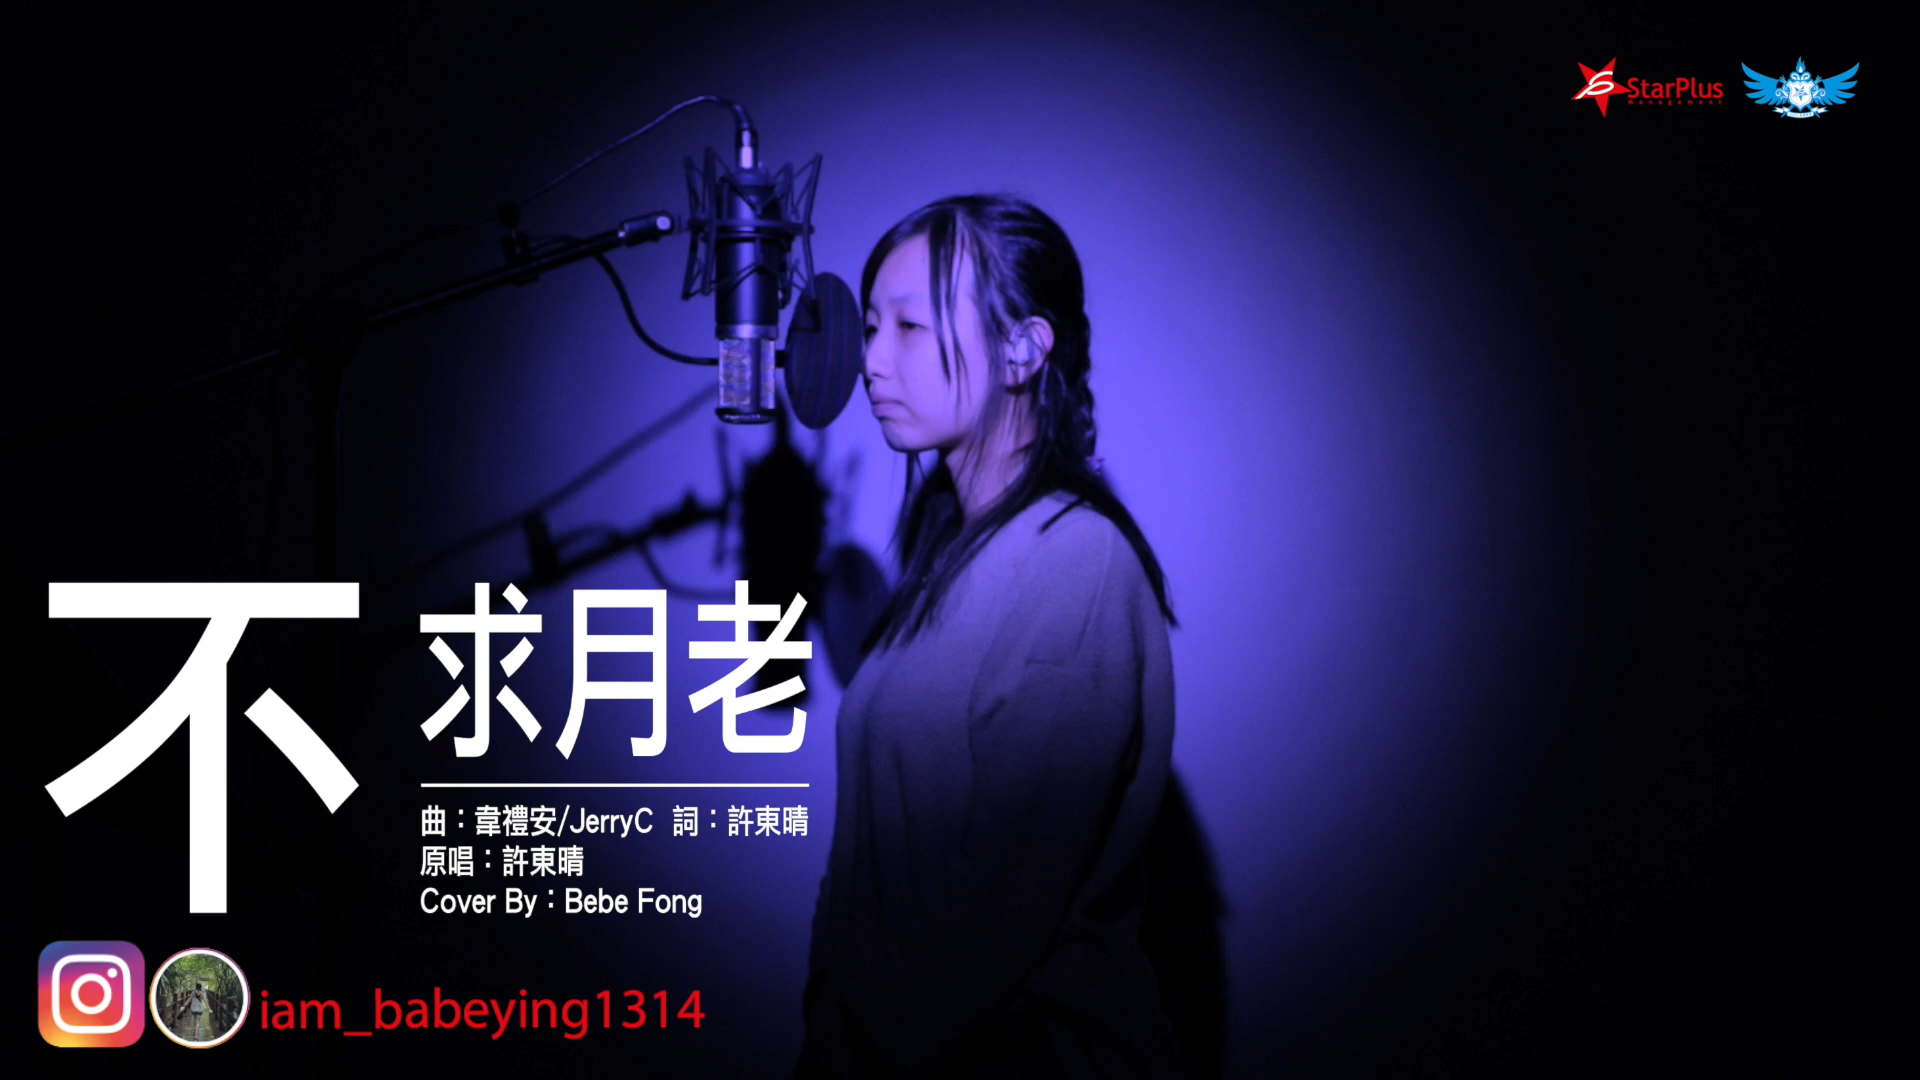 StarPlus
Management
不求月老
曲：韋禮安/JerryC 詞：許東晴
原唱：許東晴
Cover By：Bebe Fong
iam_babeying1314